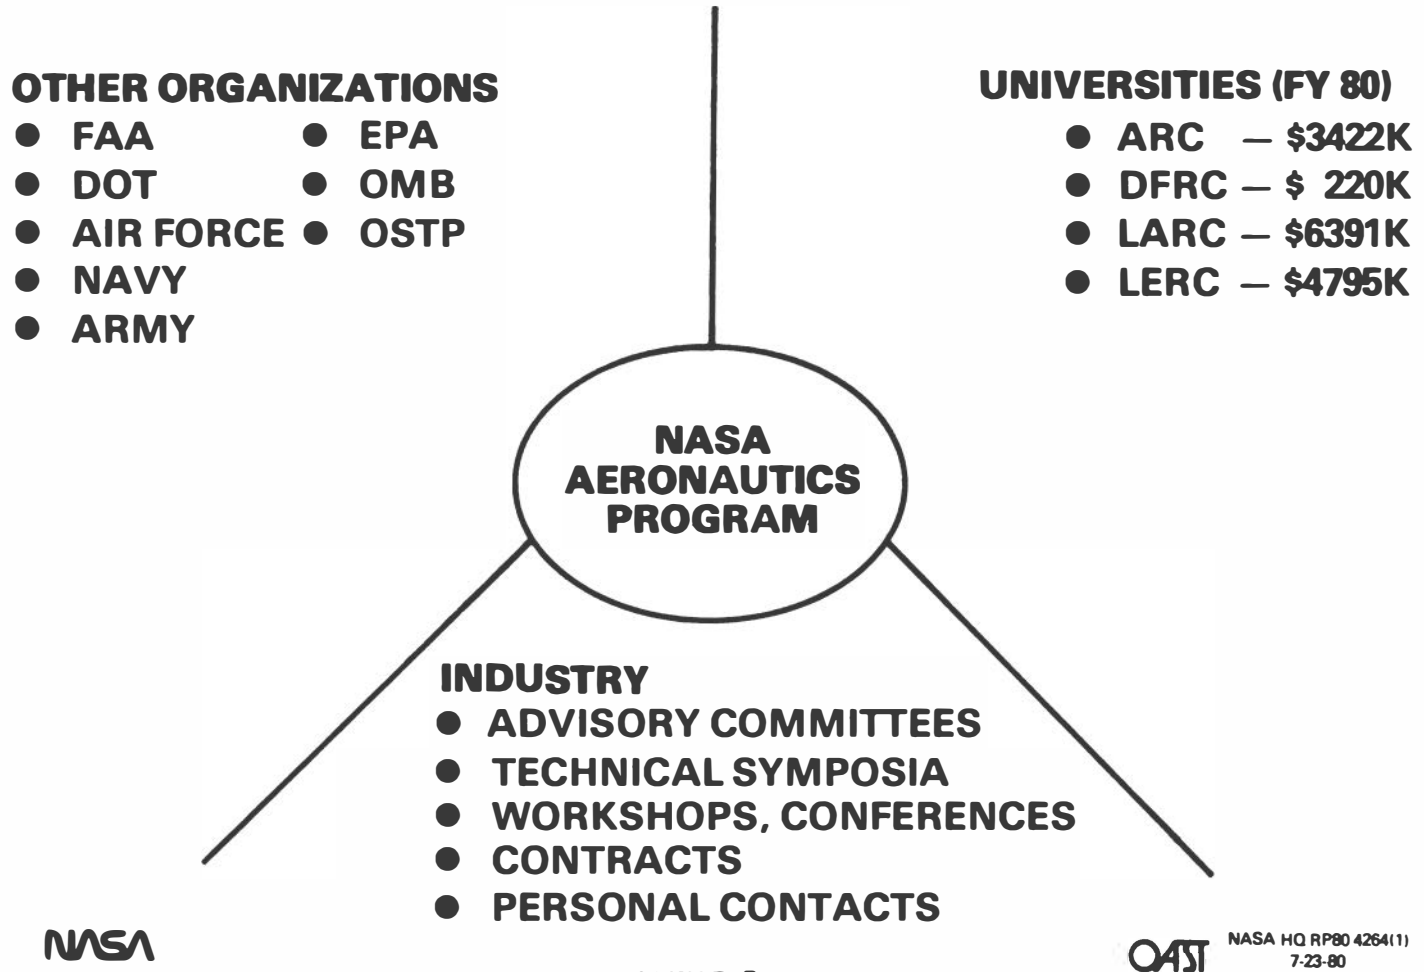 OTHER ORGANIZATIONS
● FAA ● EPA
● DOT ● OMB
● AIR FORCE ● OSTP
● NAVY
● ARMY
UNIVERSITIES (FY 80)
● ARC — $3422K
● DFRC — $ 220K
● LARC — $6391K
● LERC — $4795K
NASA
AERONAUTICS
PROGRAM
INDUSTRY
● ADVISORY COMMITTEES
● TECHNICAL SYMPOSIA
● WORKSHOPS, CONFERENCES
● CONTRACTS
● PERSONAL CONTACTS
NASA
OAST
NASA HQ RP80 4264(1)
7-23-80